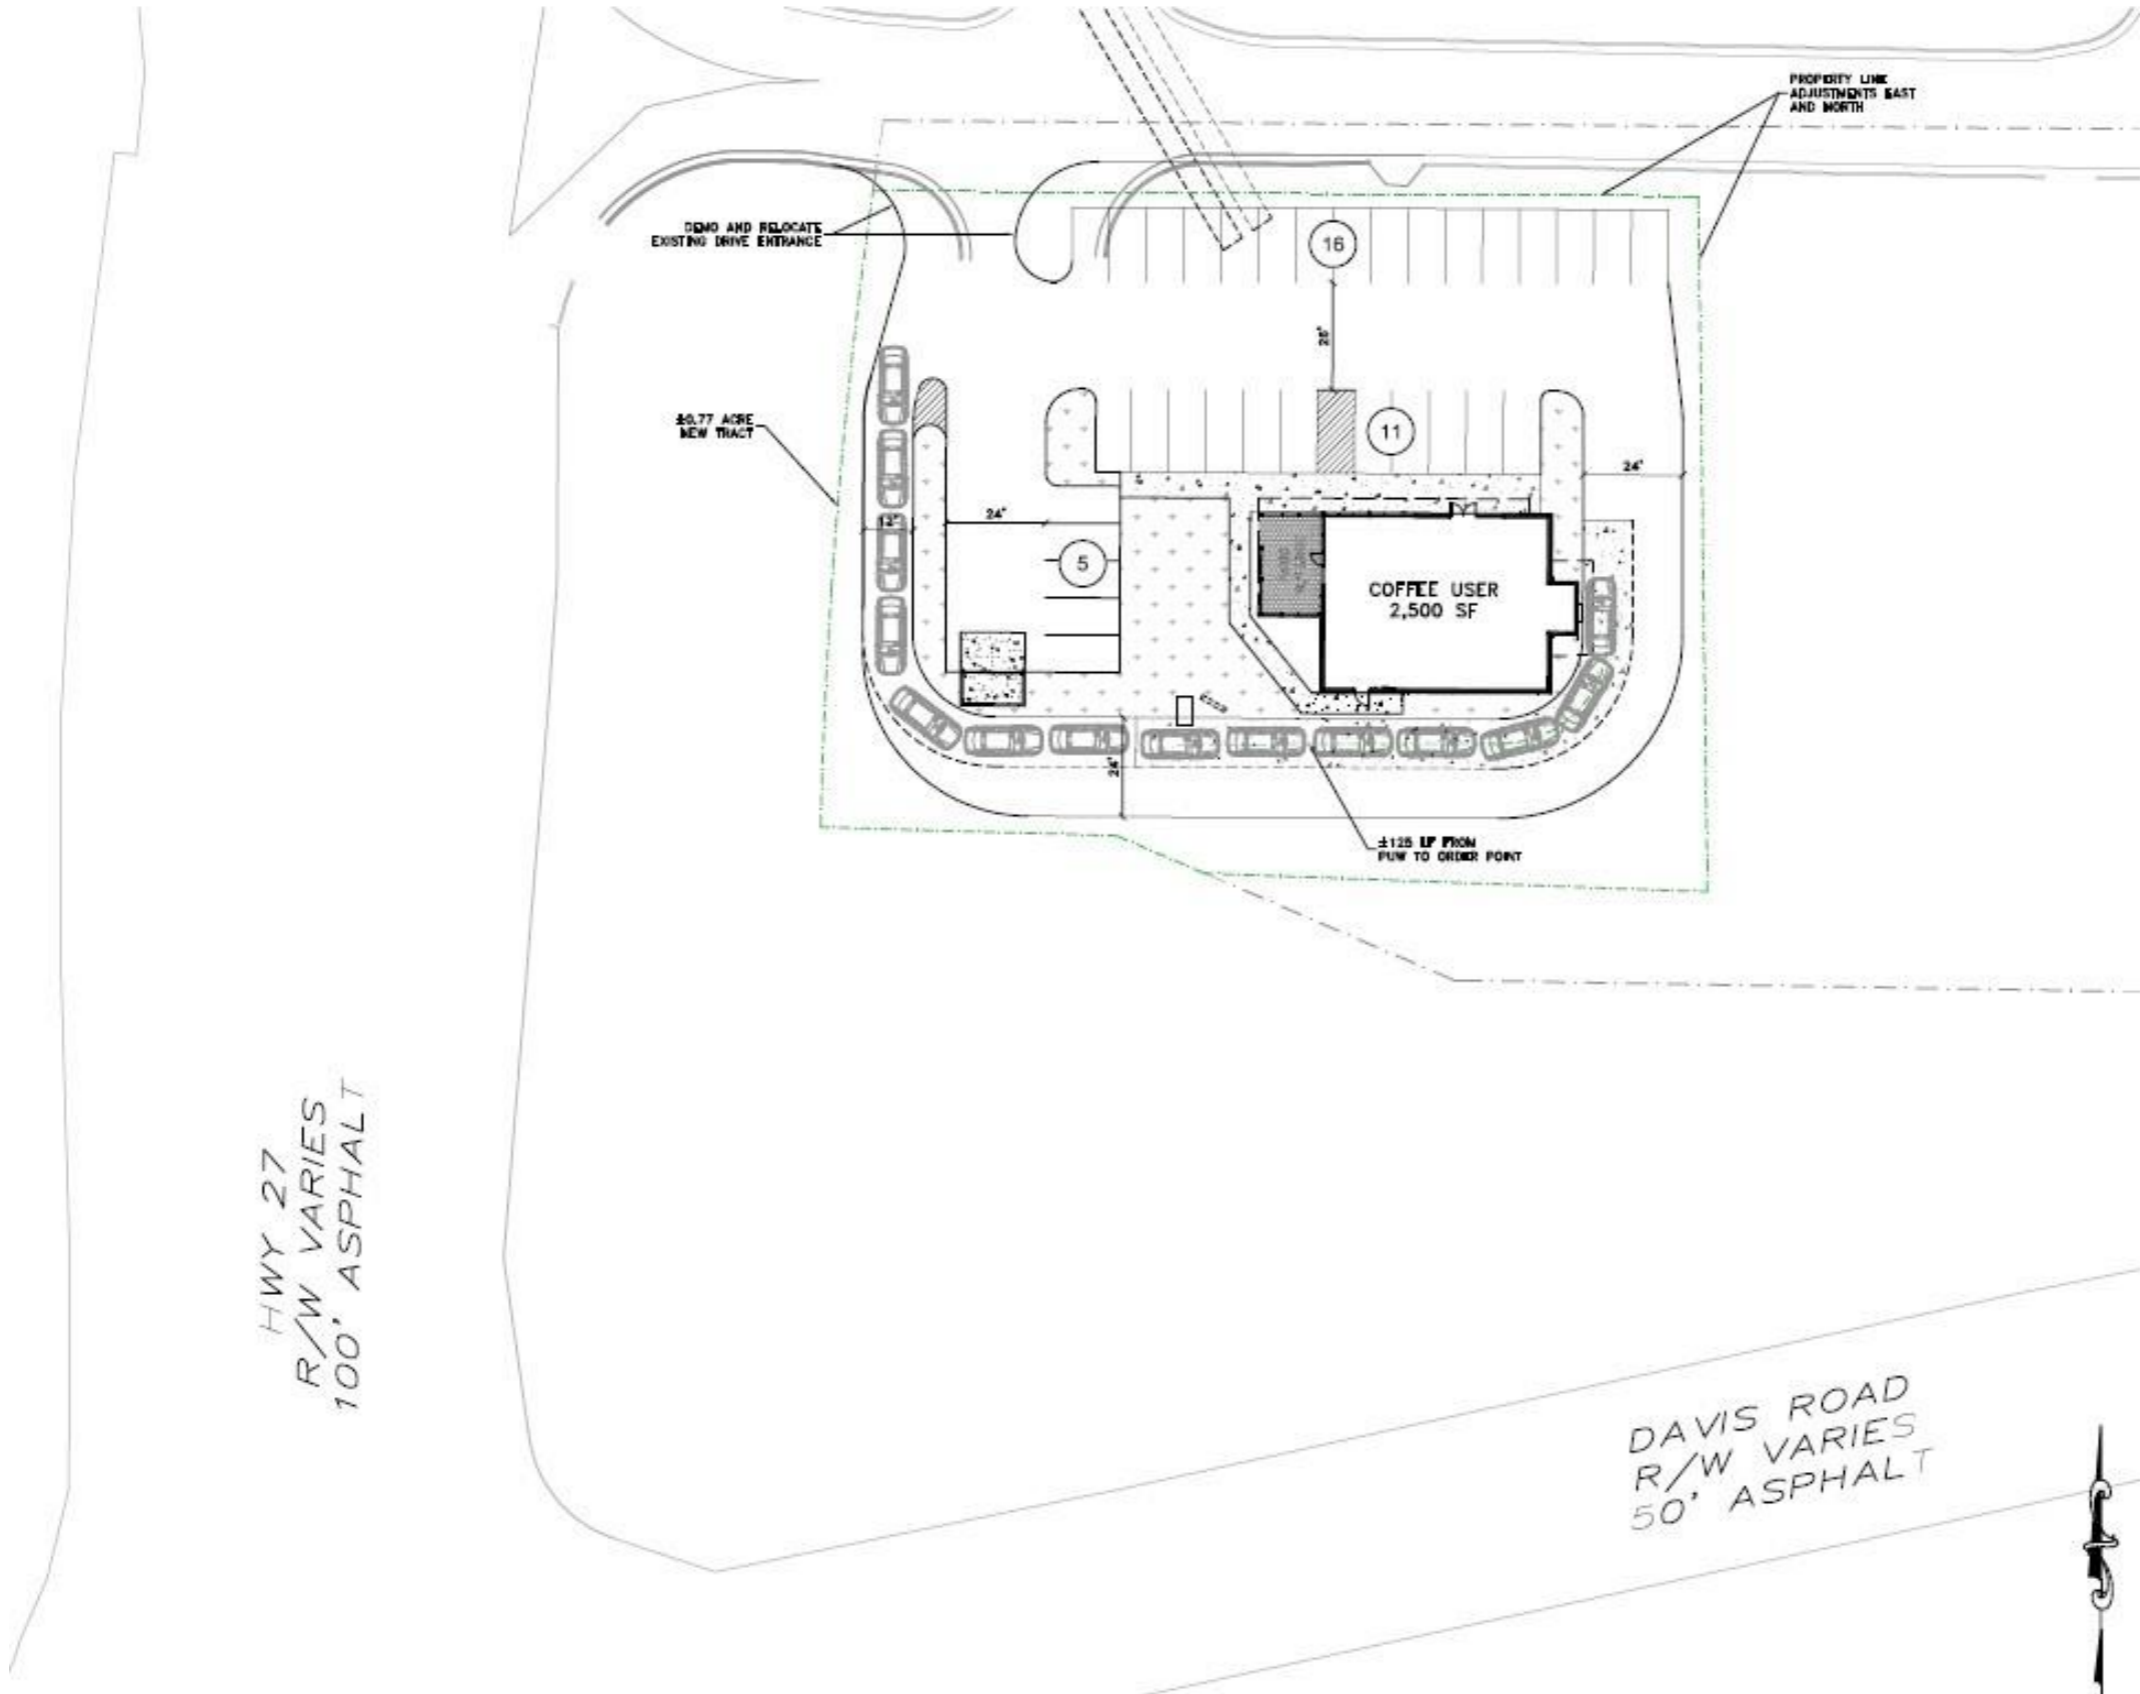 PROPERTY LINE
ADJUSTMENTS EAST
AND NORTH
DEMO AND RELOCATE
EXISTING DRIVE ENTRANCE
16
±0.77 ACRE
NEW TRACT
11
24'
12'
24'
5
COFFEE USER
2,500 SF
24'
±125 LF FROM
PUW TO ORDER POINT
HWY 27
R/W VARIES
100' ASPHALT
DAVIS ROAD
R/W VARIES
50' ASPHALT